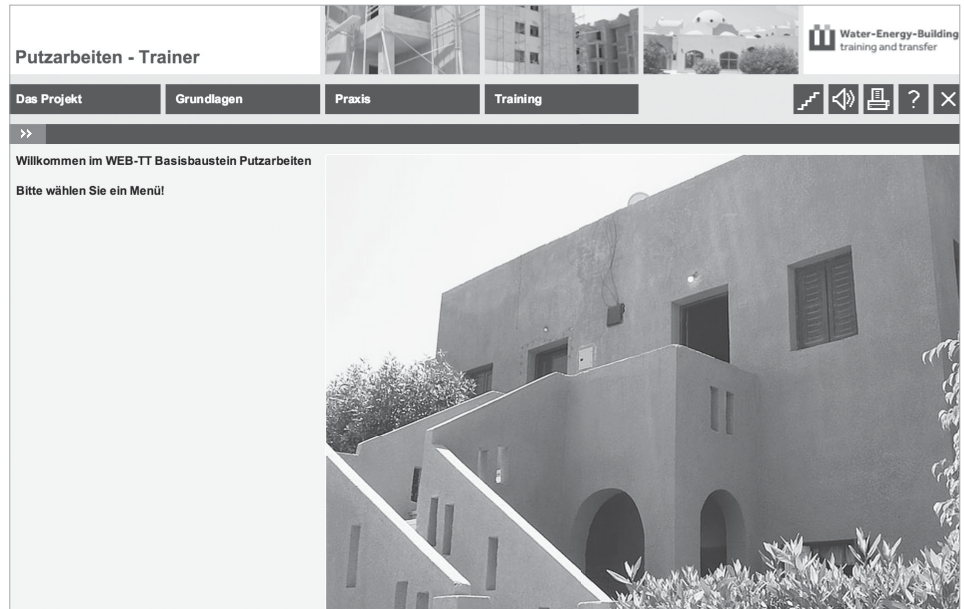 Putzarbeiten - Trainer
Water-Energy-Building
training and transfer
Das Projekt
Grundlagen
Praxis
Training
?
Willkommen im WEB-TT Basisbaustein Putzarbeiten
Bitte wählen Sie ein Menü!